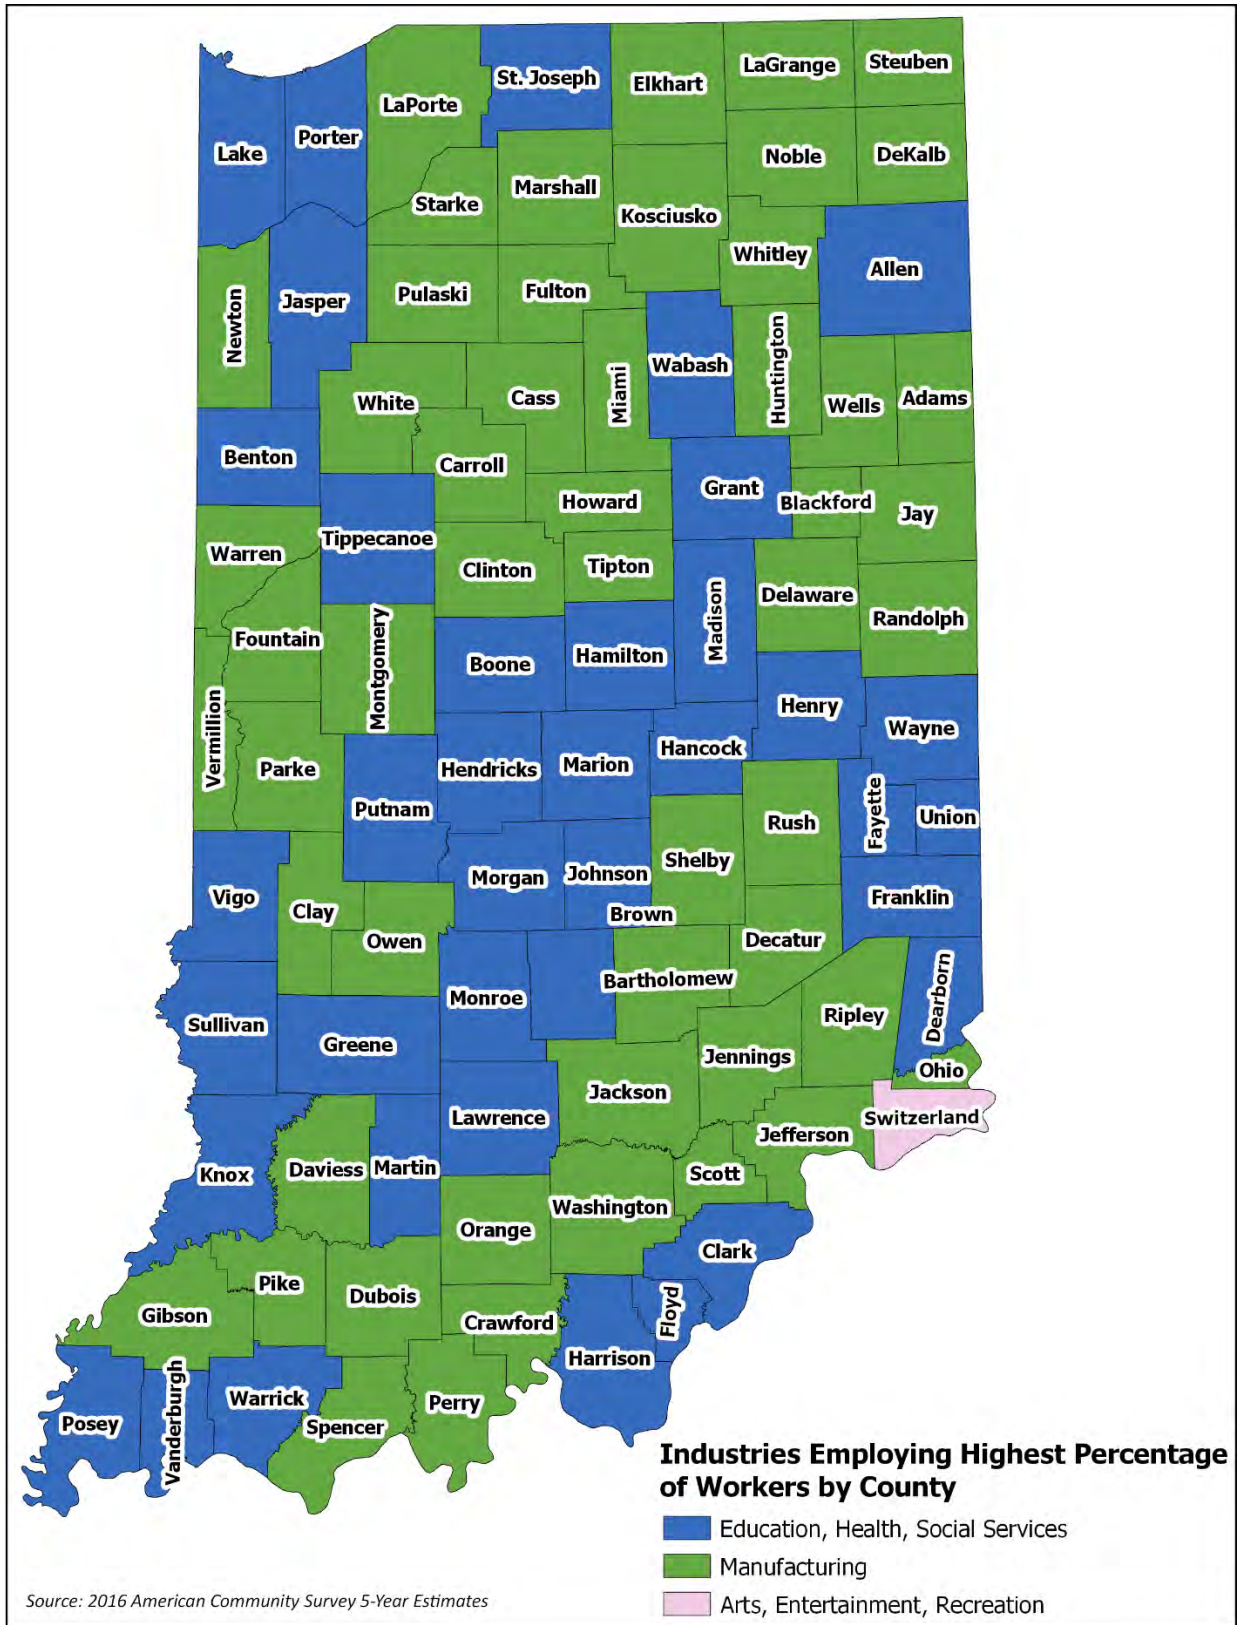 St. Joseph
LaGrange
Steuben
Elkhart
LaPorte
Porter
Lake
Noble
DeKalb
Marshall
Starke
Kosciusko
Whitley
Allen
Jasper
Pulaski
Fulton
Newton
Wabash
Huntington
Miami
White
Cass
Wells
Adams
Benton
Carroll
Grant
Howard
Blackford
Jay
Tippecanoe
Warren
Clinton
Tipton
Delaware
Madison
Randolph
Fountain
Montgomery
Boone
Hamilton
Henry
Wayne
Vermillion
Parke
Hendricks
Marion
Hancock
Putnam
Rush
Fayette
Union
Shelby
Morgan
Johnson
Vigo
Clay
Brown
Franklin
Owen
Decatur
Bartholomew
Monroe
Sullivan
Greene
Ripley
Dearborn
Jennings
Ohio
Jackson
Lawrence
Switzerland
Jefferson
Knox
Daviess
Martin
Scott
Washington
Orange
Clark
Pike
Dubois
Gibson
Crawford
Floyd
Harrison
Posey
Vanderburgh
Warrick
Spencer
Perry
Industries Employing Highest Percentage
of Workers by County
Education, Health, Social Services
Manufacturing
Arts, Entertainment, Recreation
Source: 2016 American Community Survey 5-Year Estimates